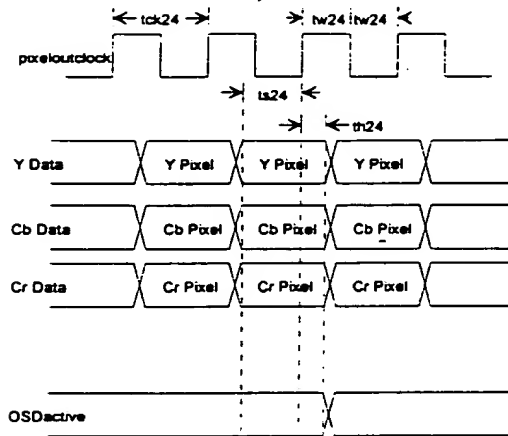 tck24 tw24 tw24
pixeloutclock
ts24
th24
Y Data Y Pixel Y Pixel Y Pixel
Cb Data Cb Pixel Cb Pixel Cb Pixel
Cr Data Cr Pixel Cr Pixel Cr Pixel
OSDactive